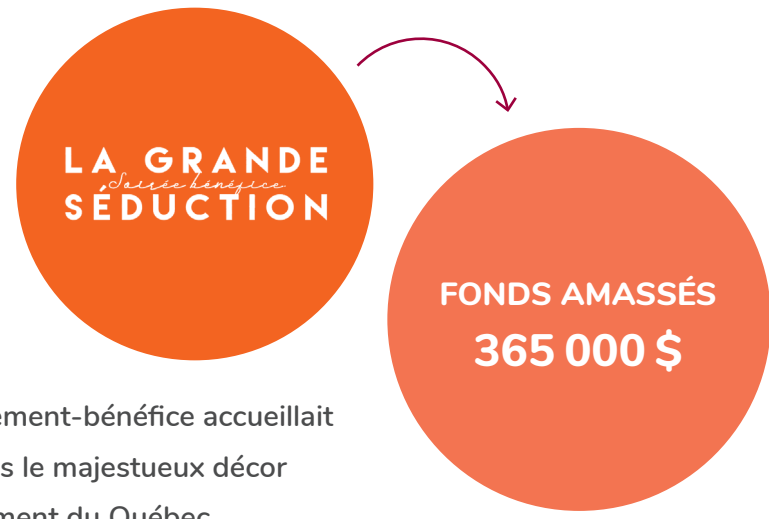 LA GRANDE
Soirée bénéfice
SÉDUCTION
FONDS AMASSÉS
365 000 $
ement-bénéfice accueillait
s le majestueux décor
ment du Québec